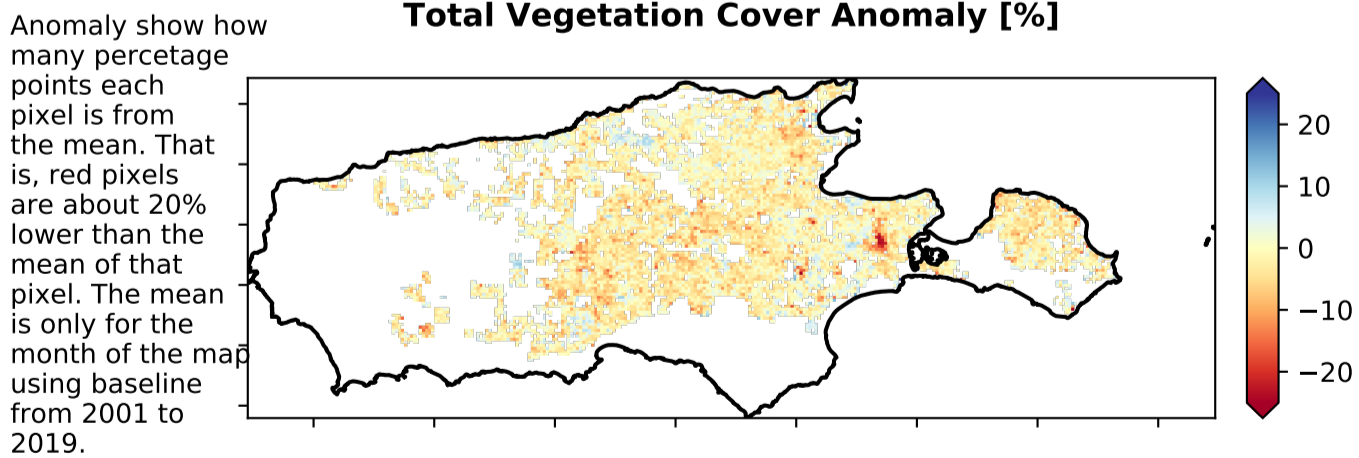 Total Vegetation Cover Anomaly [%]
Anomaly show how
many percetage
points each
pixel is from
the mean. That
is, red pixels
are about 20%
lower than the
mean of that
pixel. The mean
is only for the
month of the map
using baseline
from 2001 to
2019.
20
10
0
−10
−20